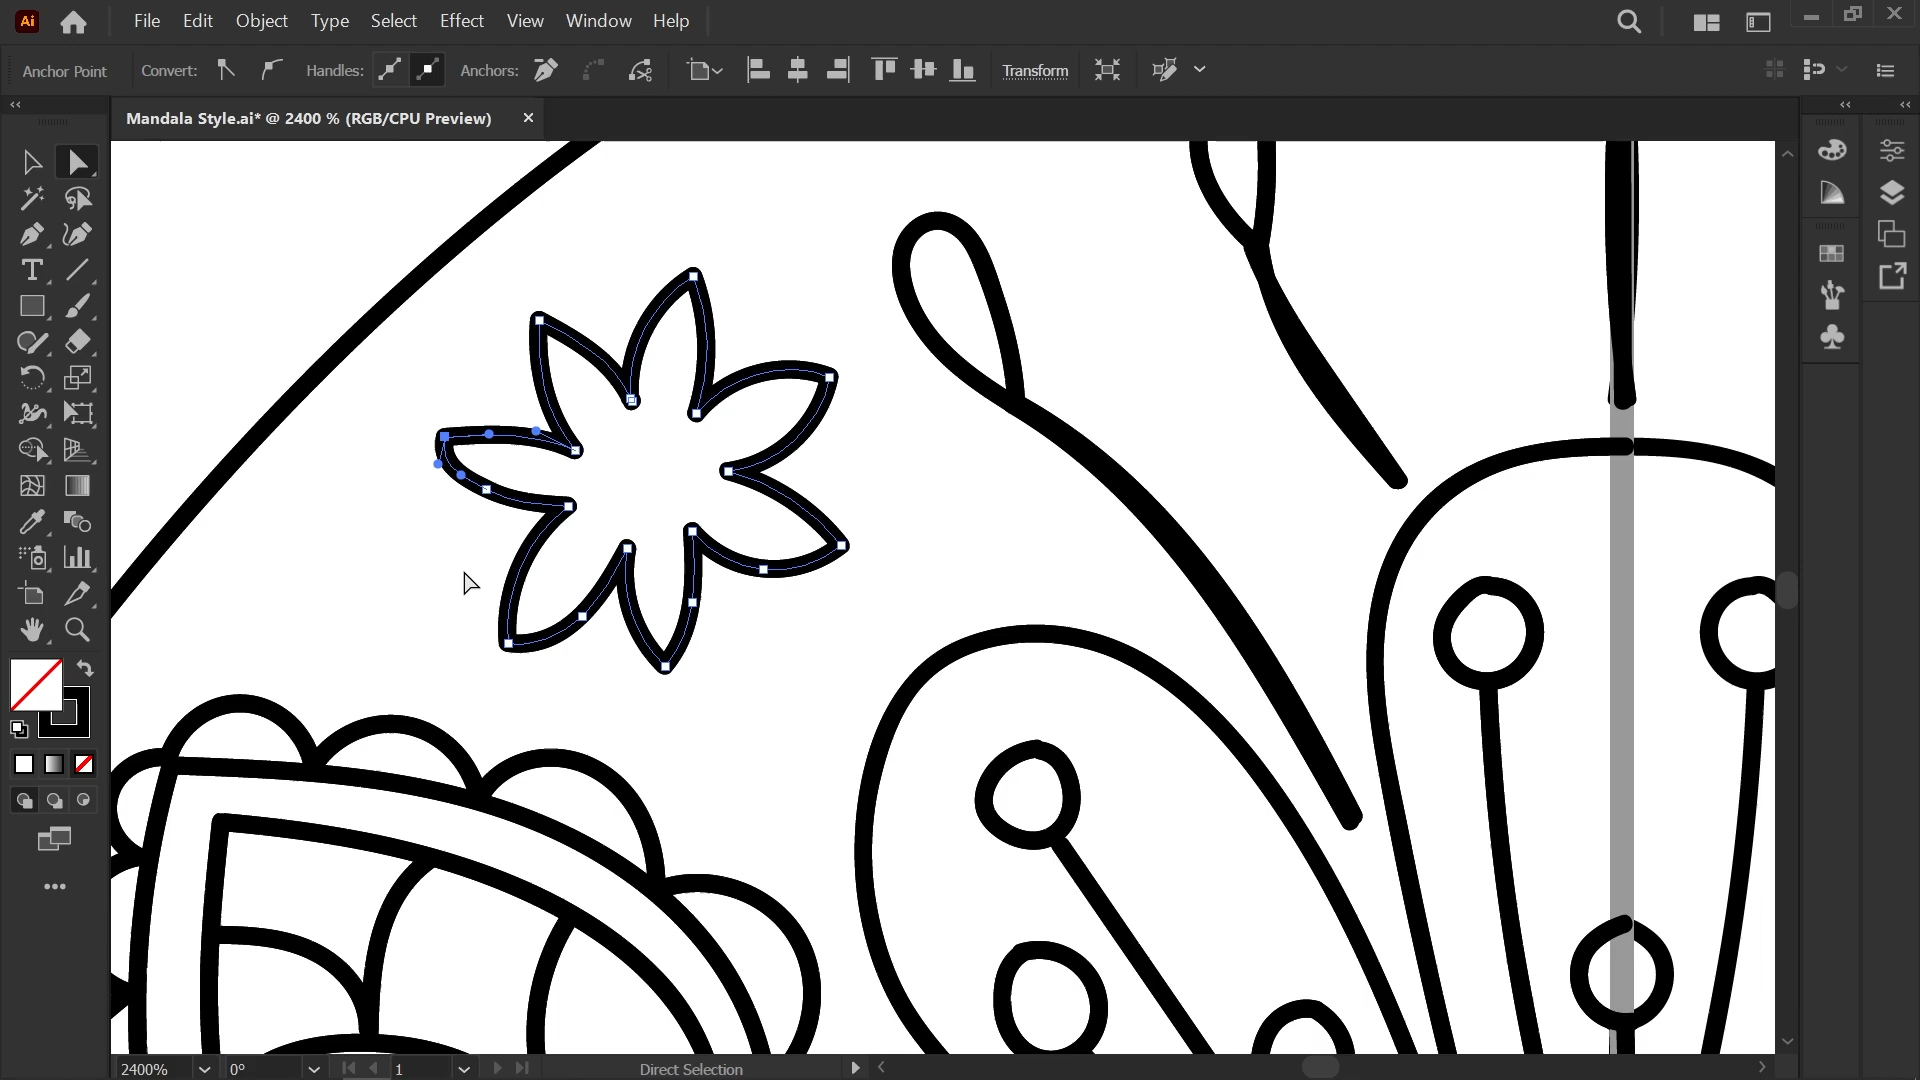 Ai File Edit Object Type Select Effect View Window Help
Anchor Point Convert: Handles: Anchors: Transform
Mandala Style.ai* @ 2400 % (RGB/CPU Preview)
2400% 0° 1 Direct Selection